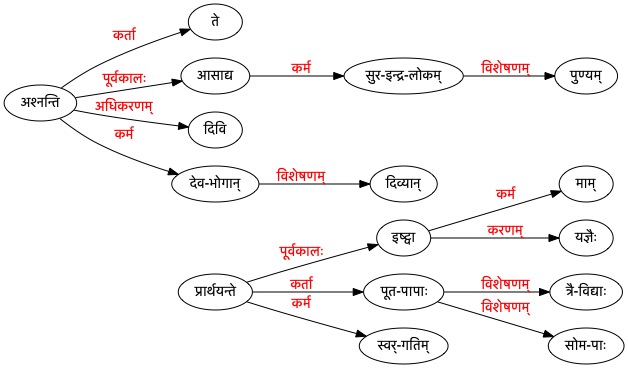 ते
कर्ता
पूर्वकालः आसाद्य कर्म सुर-इन्द्र-लोकम् विशेषणम् पुण्यम्
अश्नन्ति
अधिकरणम् दिवि
कर्म
देव-भोगान् विशेषणम् दिव्यान् माम्
कर्म
पूर्वकालः इष्ट्वा करणम् यज्ञैः
प्रार्थयन्ते कर्ता पूत-पापाः विशेषणम् त्रै-विद्याः
कर्म विशेषणम्
स्वर्-गतिम् सोम-पाः